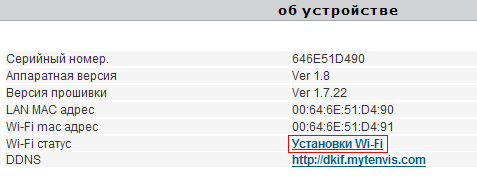 об устройстве
Серийный номер. 646E51D490
Аппаратная версия Ver 1.8
Версия прошивки Ver 1.7.22
LAN MAC адрес 00:64:6E:51:D4:90
Wi-Fi mac адрес 00:64:6E:51:D4:91
Wi-Fi статус Установки Wi-Fi
DDNS http://dkif.mytenvis.com